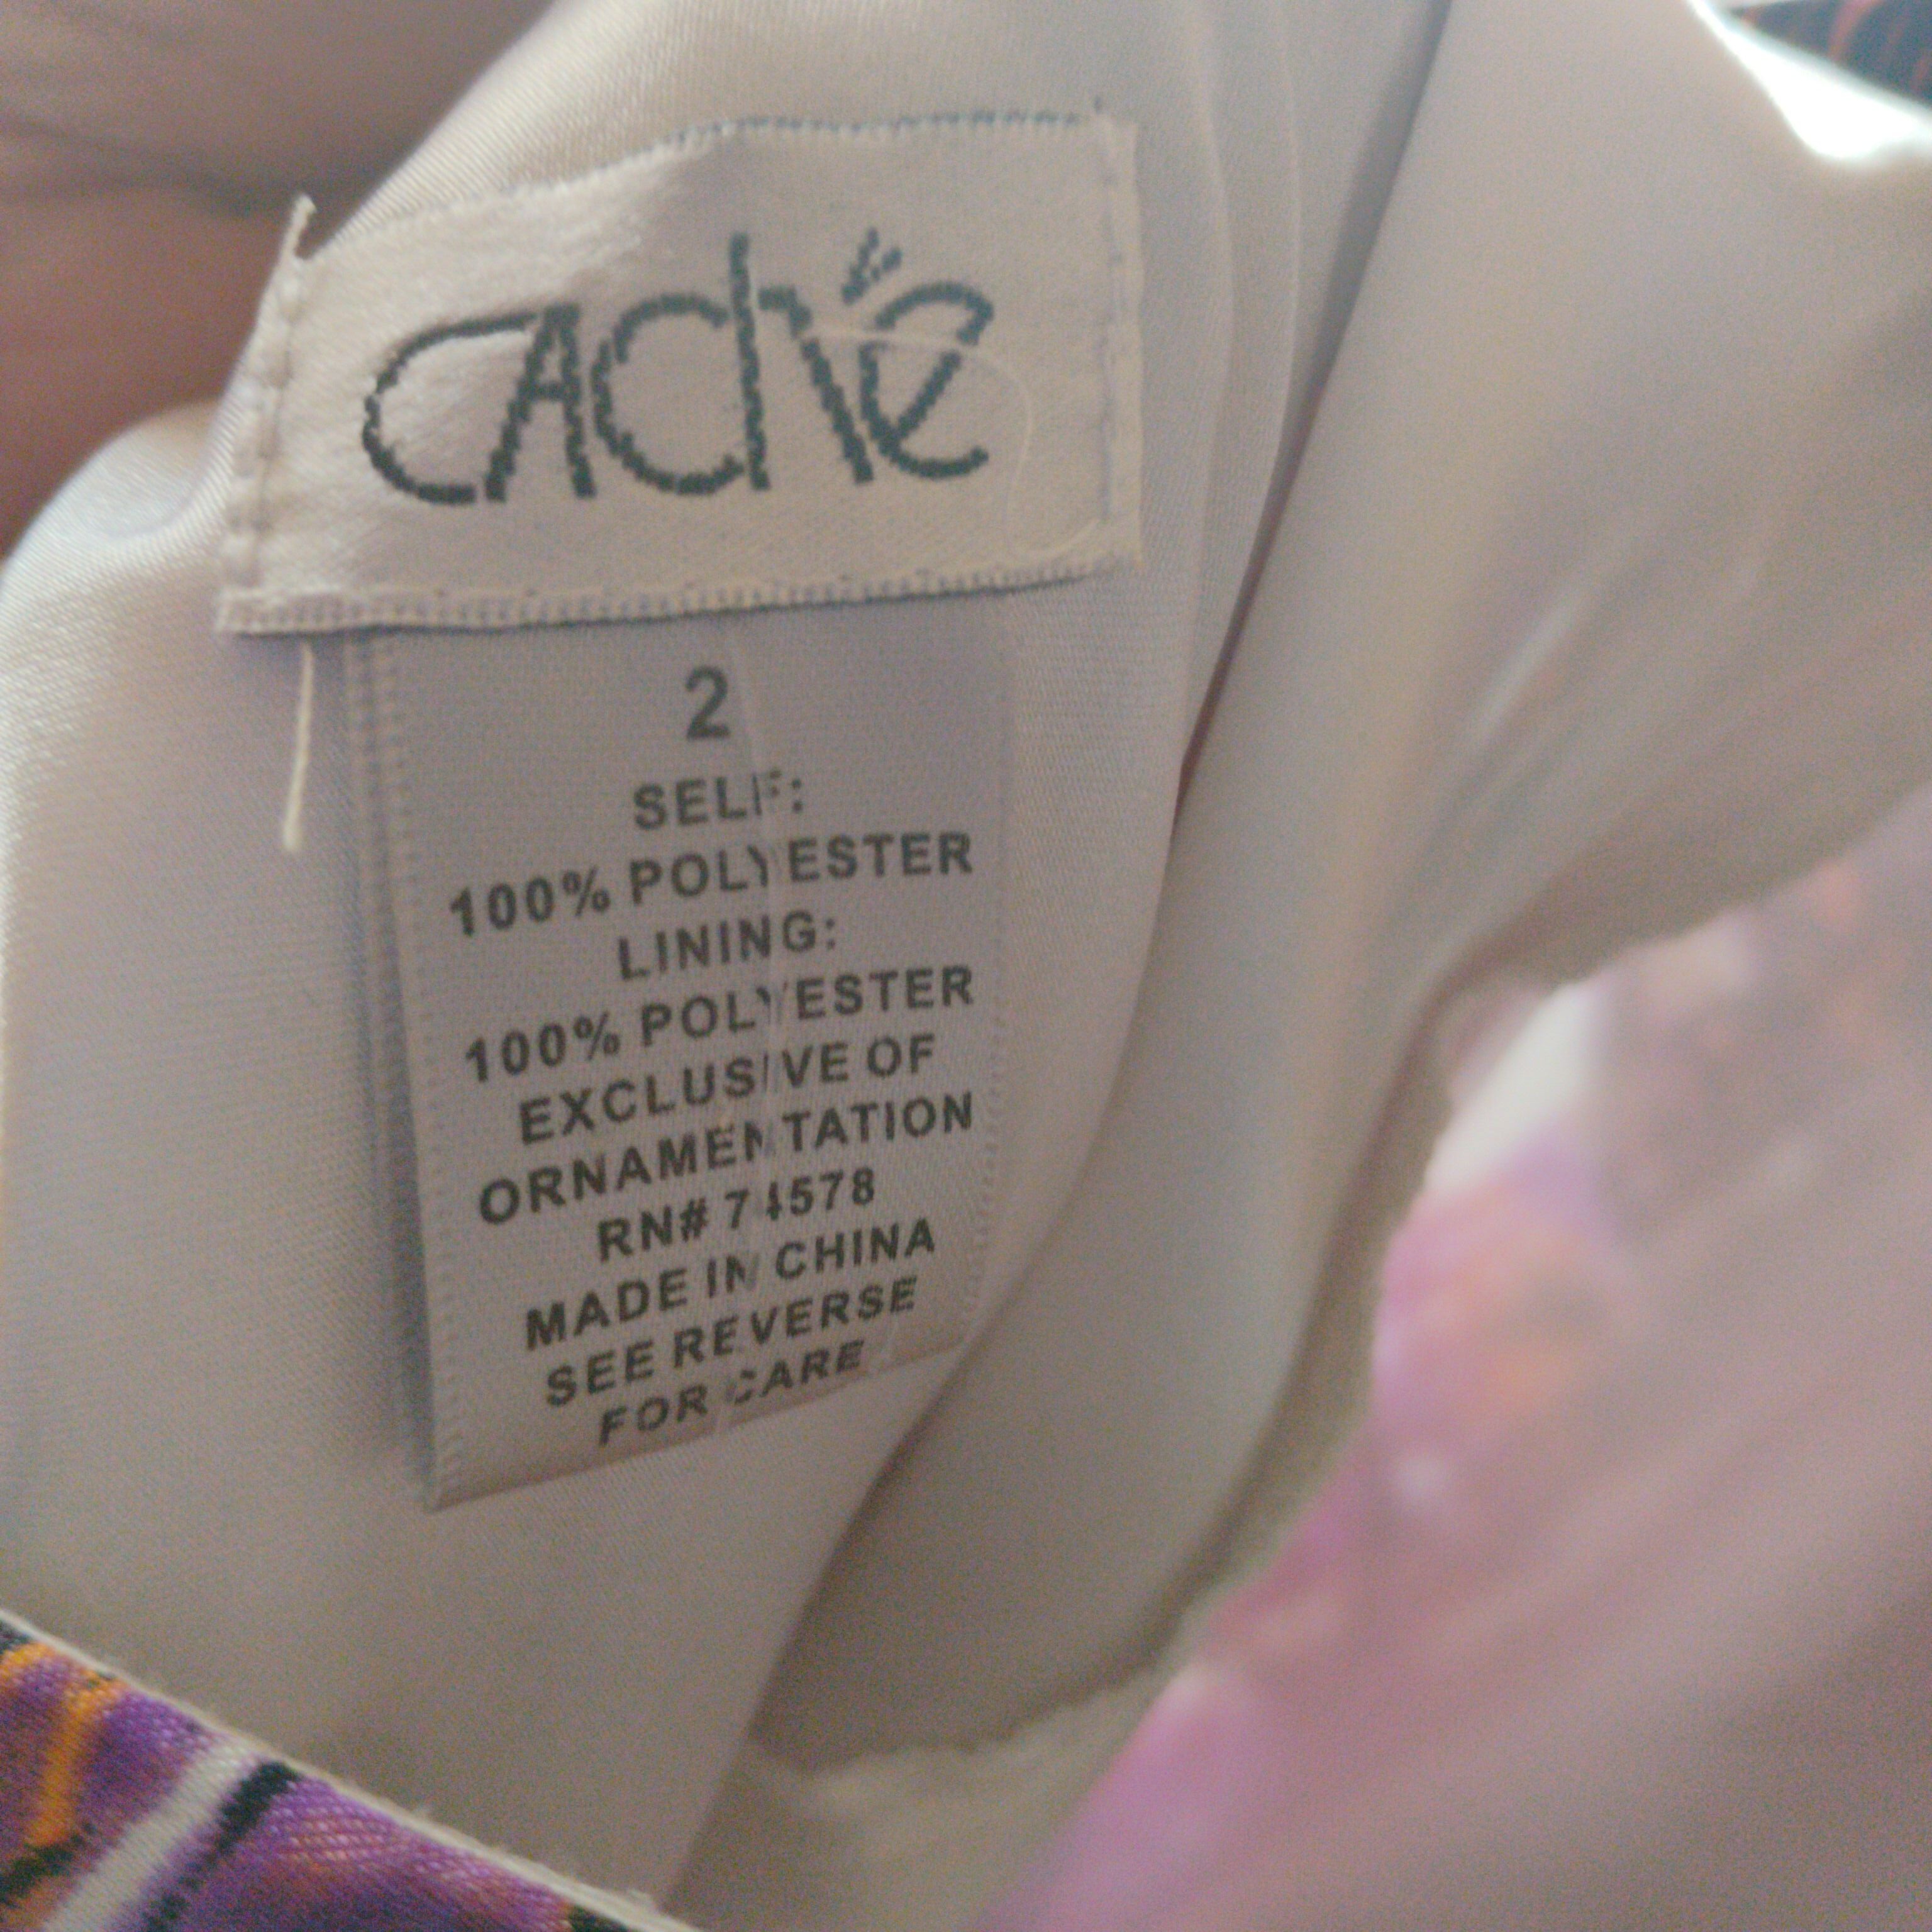 CAché
2
SELF:
100% POLYESTER
LINING:
100% POLYESTER
EXCLUSIVE OF
ORNAMENTATION
RN# 74578
MADE IN CHINA
SEE REVERSE
FOR CARE